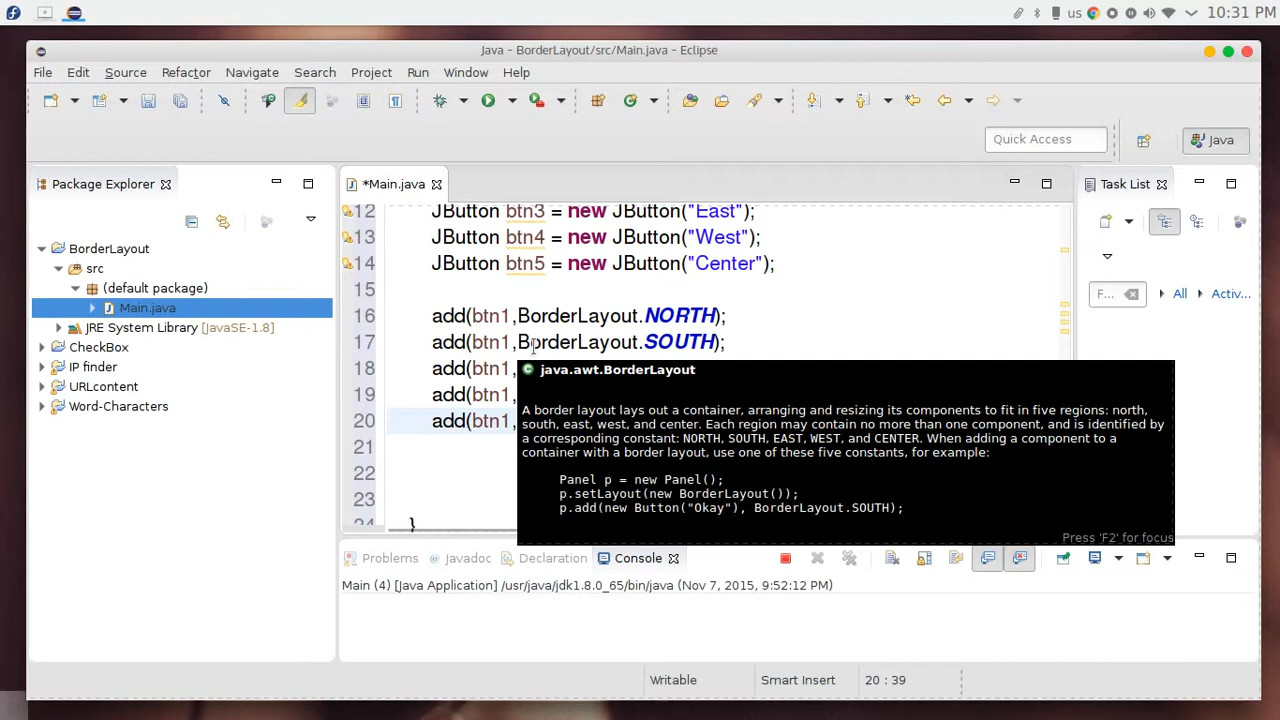 us 10:31 PM
Java – BorderLayout/src/Main.java – Eclipse
File Edit Source Refactor Navigate Search Project Run Window Help
Quick Access Java
Package Explorer
*Main.java
Task List
BorderLayout
src
(default package)
Main.java
JRE System Library [JavaSE-1.8]
CheckBox
IP finder
URLcontent
Word-Characters
12 JButton btn3 = new JButton("East");
13 JButton btn4 = new JButton("West");
14 JButton btn5 = new JButton("Center");
15
16 add(btn1,BorderLayout.NORTH);
17 add(btn1,BorderLayout.SOUTH);
18 add(btn1,
19 add(btn1,
20 add(btn1,
21
22
23
24 }
F... All Activ...
java.awt.BorderLayout
A border layout lays out a container, arranging and resizing its components to fit in five regions: north,
south, east, west, and center. Each region may contain no more than one component, and is identified by
a corresponding constant: NORTH, SOUTH, EAST, WEST, and CENTER. When adding a component to a
container with a border layout, use one of these five constants, for example:
Panel p = new Panel();
p.setLayout(new BorderLayout());
p.add(new Button("Okay"), BorderLayout.SOUTH);
Press 'F2' for focus
Problems Javadoc Declaration Console
Main (4) [Java Application] /usr/java/jdk1.8.0_65/bin/java (Nov 7, 2015, 9:52:12 PM)
Writable Smart Insert 20 : 39